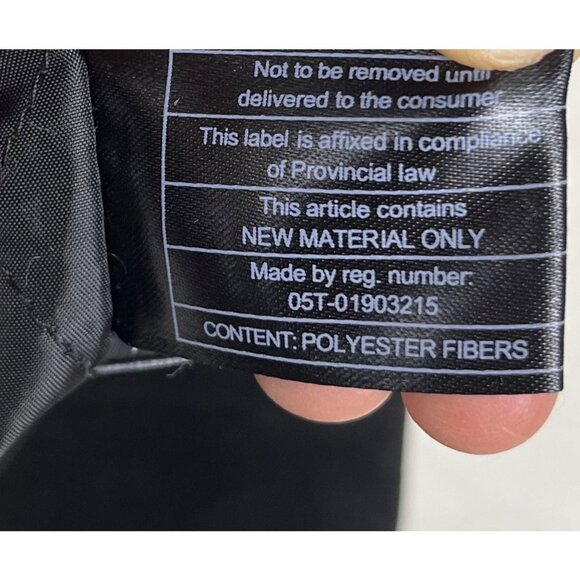 Not to be removed until
delivered to the consumer
This label is affixed in compliance
of Provincial law
This article contains
NEW MATERIAL ONLY
Made by reg. number:
05T-01903215
CONTENT: POLYESTER FIBERS